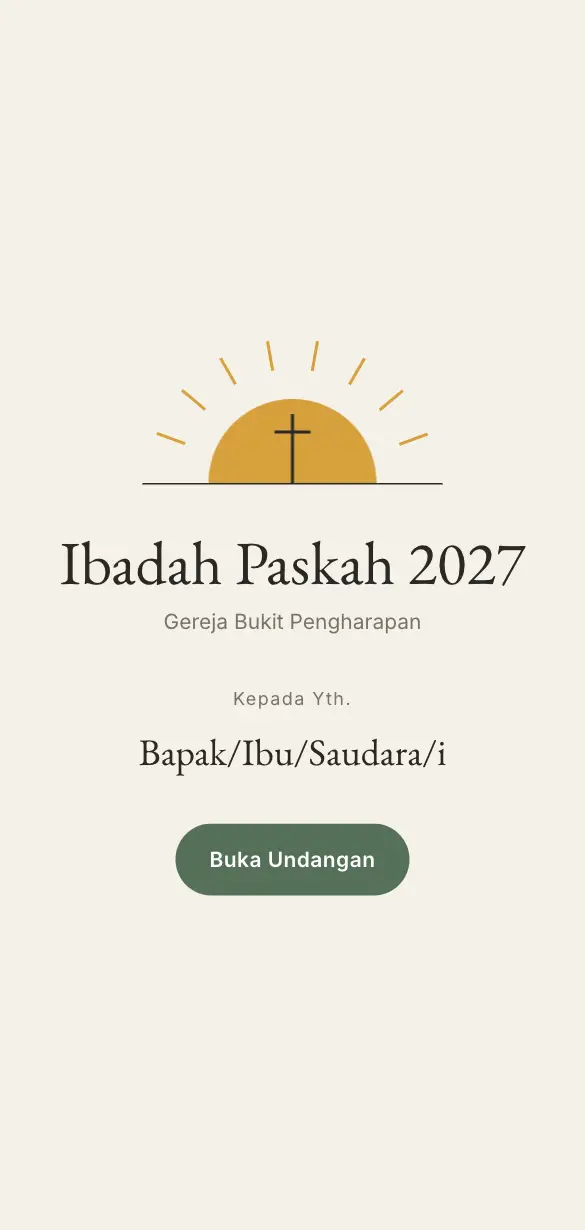 Ibadah Paskah 2027
Gereja Bukit Pengharapan
Kepada Yth.
Bapak/Ibu/Saudara/i
Buka Undangan